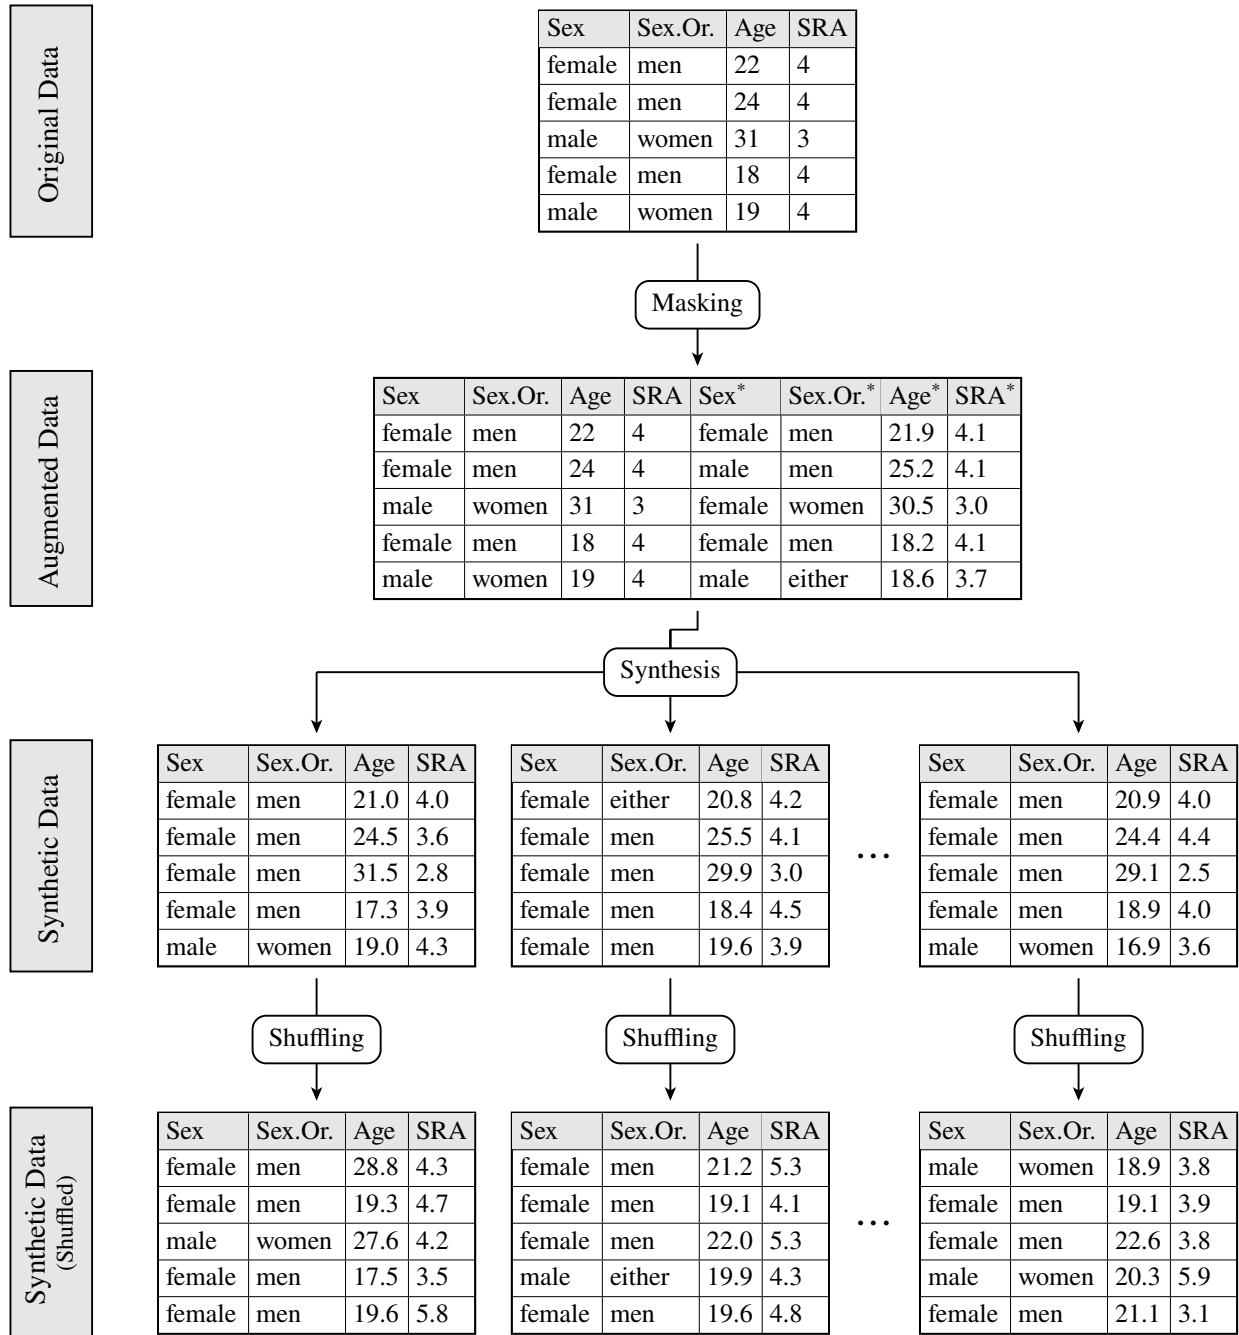 Original Data
Sex Sex.Or. Age SRA
female men 22 4
female men 24 4
male women 31 3
female men 18 4
male women 19 4
Masking
Augmented Data
Sex Sex.Or. Age SRA Sex* Sex.Or.* Age* SRA*
female men 22 4 female men 21.9 4.1
female men 24 4 male men 25.2 4.1
male women 31 3 female women 30.5 3.0
female men 18 4 female men 18.2 4.1
male women 19 4 male either 18.6 3.7
Synthesis
Synthetic Data
Sex Sex.Or. Age SRA
female men 21.0 4.0
female men 24.5 3.6
female men 31.5 2.8
female men 17.3 3.9
male women 19.0 4.3
Sex Sex.Or. Age SRA
female either 20.8 4.2
female men 25.5 4.1
female men 29.9 3.0
female men 18.4 4.5
female men 19.6 3.9
...
Sex Sex.Or. Age SRA
female men 20.9 4.0
female men 24.4 4.4
female men 29.1 2.5
female men 18.9 4.0
male women 16.9 3.6
Shuffling
Shuffling
Shuffling
Synthetic Data
(Shuffled)
Sex Sex.Or. Age SRA
female men 28.8 4.3
female men 19.3 4.7
male women 27.6 4.2
female men 17.5 3.5
female men 19.6 5.8
Sex Sex.Or. Age SRA
female men 21.2 5.3
female men 19.1 4.1
female men 22.0 5.3
male either 19.9 4.3
female men 19.6 4.8
...
Sex Sex.Or. Age SRA
male women 18.9 3.8
female men 19.1 3.9
female men 22.6 3.8
male women 20.3 5.9
female men 21.1 3.1